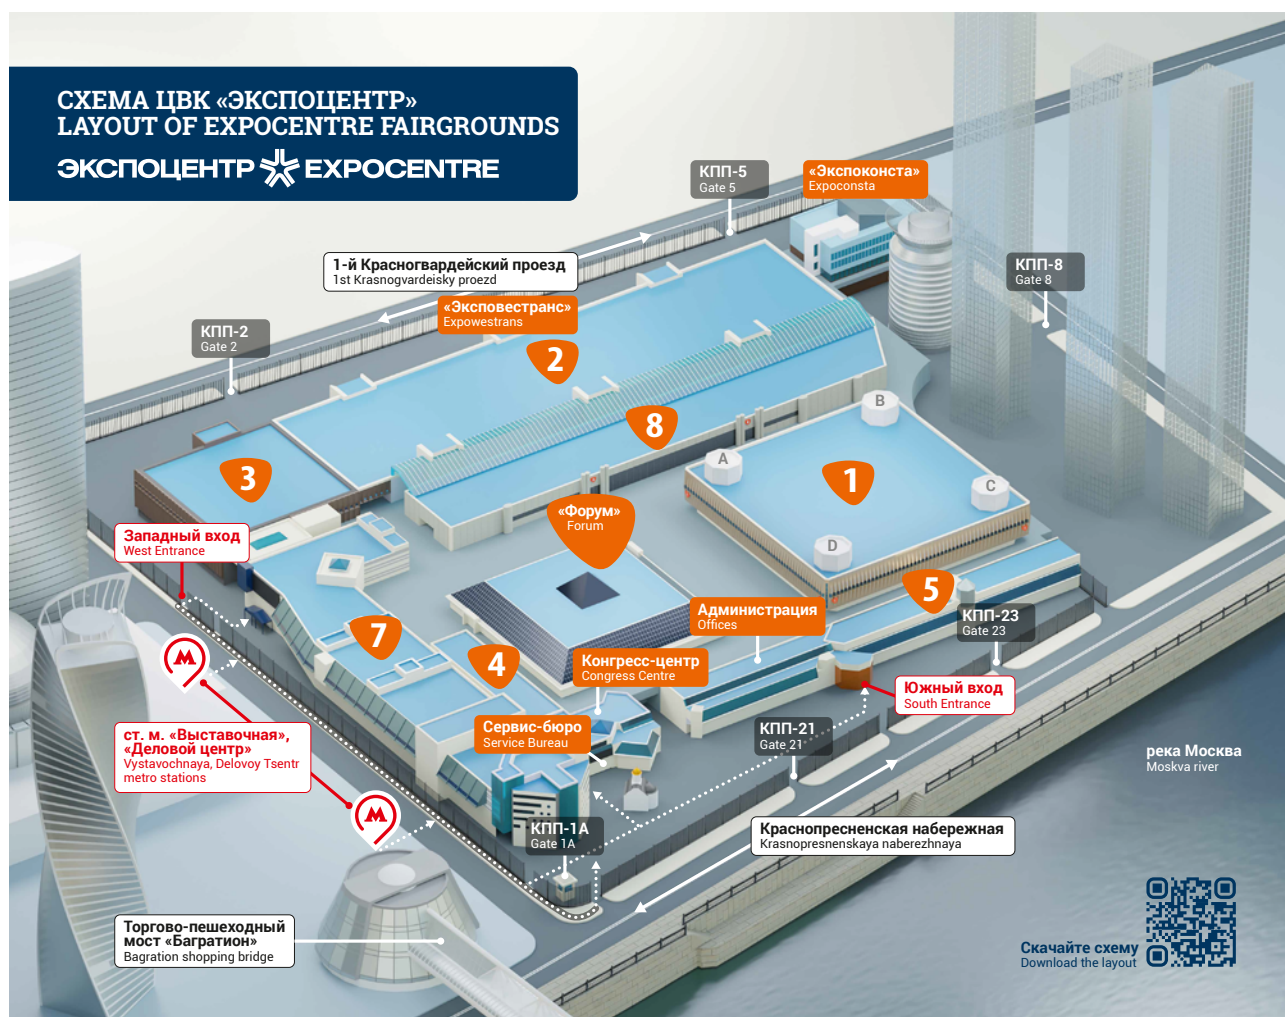 СХЕМА ЦВК «ЭКСПОЦЕНТР»
LAYOUT OF EXPOCENTRE FAIRGROUNDS
ЭКСПОЦЕНТР EXPOCENTRE
КПП-5
Gate 5
«Экспоконста»
Expoconsta
1-й Красногвардейский проезд
1st Krasnogvardeisky proezd
КПП-8
Gate 8
«Эксповестранс»
Expowestrans
КПП-2
Gate 2
2
8
B
A
3
1
C
«Форум»
Forum
D
Западный вход
West Entrance
5
Администрация
Offices
КПП-23
Gate 23
7
4
Конгресс-центр
Congress Centre
Южный вход
South Entrance
М
ст. м. «Выставочная»,
«Деловой центр»
Vystavochnaya, Delovoy Tsentr
metro stations
Сервис-бюро
Service Bureau
КПП-21
Gate 21
река Москва
Moskva river
М
КПП-1А
Gate 1A
Краснопресненская набережная
Krasnopresnenskaya naberezhnaya
Торгово-пешеходный
мост «Багратион»
Bagration shopping bridge
Скачайте схему
Download the layout